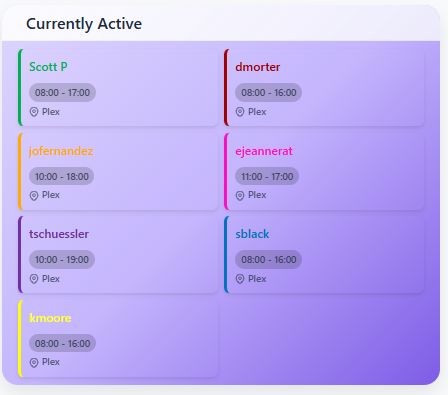 Currently Active
Scott P
08:00 - 17:00
Plex
dmorter
08:00 - 16:00
Plex
jofernandez
10:00 - 18:00
Plex
ejeannerat
11:00 - 17:00
Plex
tschuessler
10:00 - 19:00
Plex
sblack
08:00 - 16:00
Plex
kmoore
08:00 - 16:00
Plex